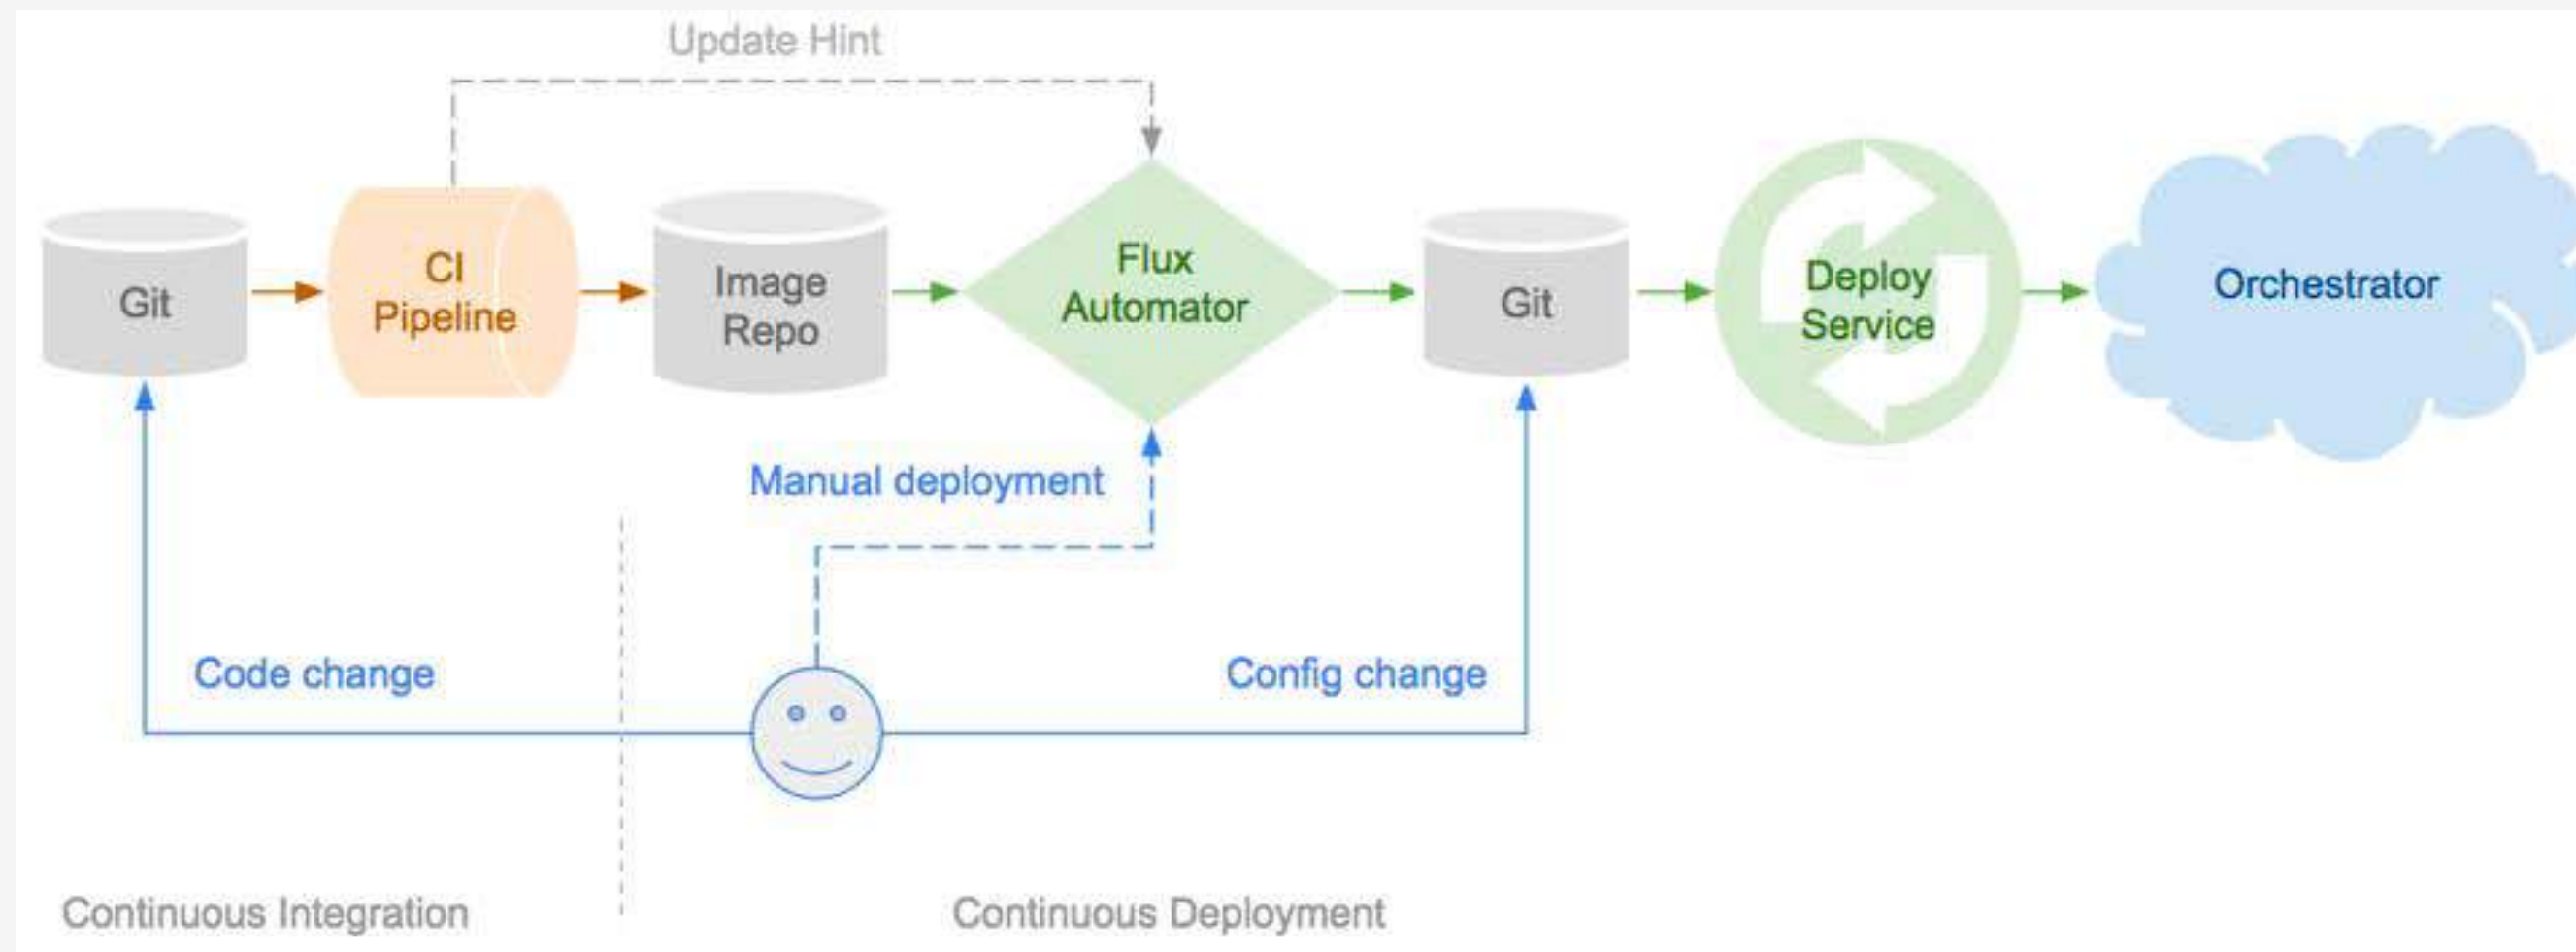 Update Hint
Git
CI
Pipeline
Image
Repo
Flux
Automator
Git
Deploy
Service
Orchestrator
Manual deployment
Code change
Config change
Continuous Integration
Continuous Deployment